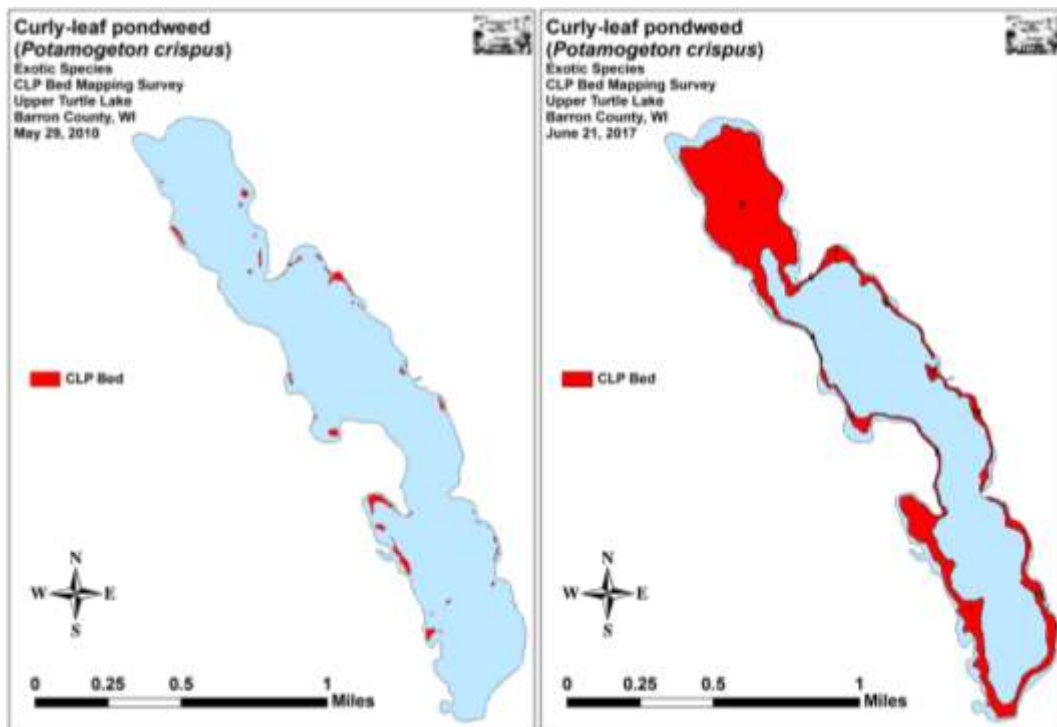 Curly-leaf pondweed
(Potamogeton crispus)
Exotic Species
CLP Bed Mapping Survey
Upper Turtle Lake
Barron County, WI
May 29, 2010
CLP Bed
N
W E
S
0 0.25 0.5 1
Miles
Curly-leaf pondweed
(Potamogeton crispus)
Exotic Species
CLP Bed Mapping Survey
Upper Turtle Lake
Barron County, WI
June 21, 2017
CLP Bed
N
W E
S
0 0.25 0.5 1
Miles